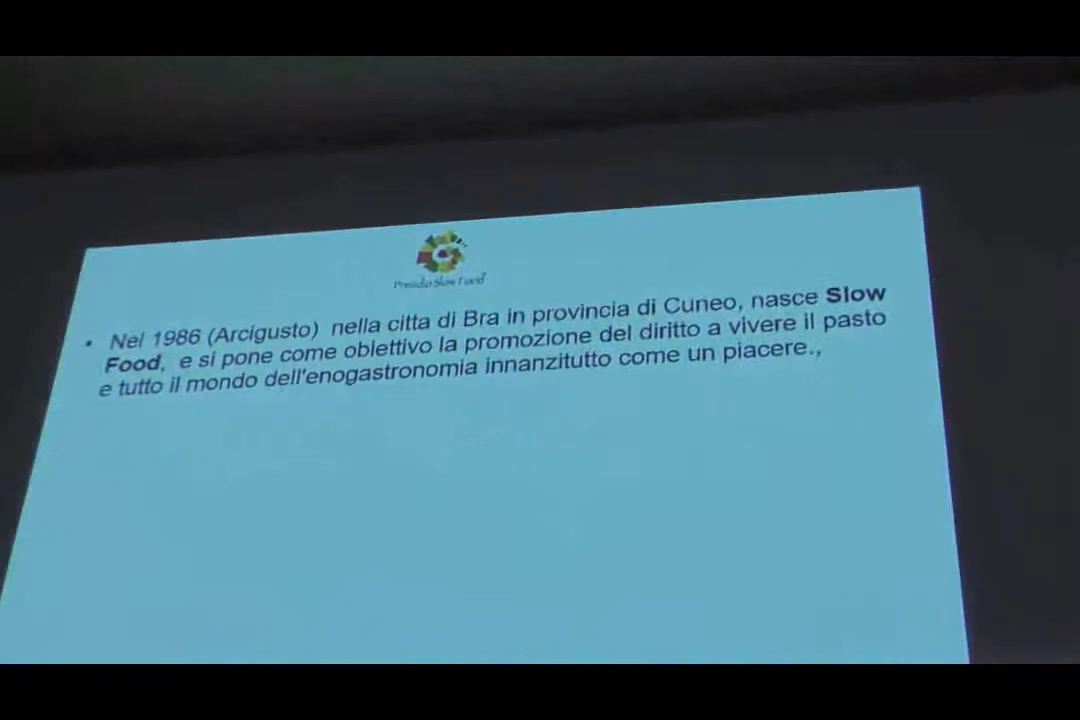 Presidio Slow Food®
• Nel 1986 (Arcigusto) nella citta di Bra in provincia di Cuneo, nasce Slow
Food, e si pone come obiettivo la promozione del diritto a vivere il pasto
e tutto il mondo dell'enogastronomia innanzitutto come un piacere.,